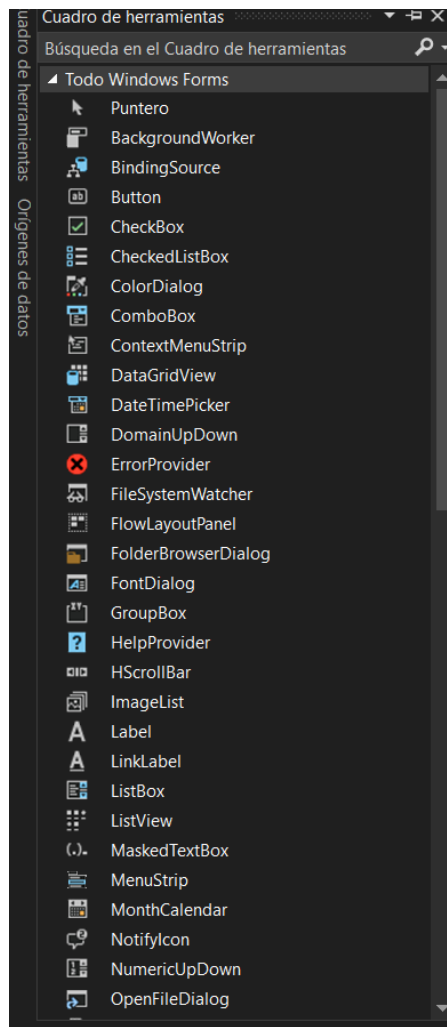 Cuadro de herramientas
Búsqueda en el Cuadro de herramientas
Todo Windows Forms
Puntero
BackgroundWorker
BindingSource
Button
CheckBox
CheckedListBox
ColorDialog
ComboBox
ContextMenuStrip
DataGridView
DateTimePicker
DomainUpDown
ErrorProvider
FileSystemWatcher
FlowLayoutPanel
FolderBrowserDialog
FontDialog
GroupBox
HelpProvider
HScrollBar
ImageList
Label
LinkLabel
ListBox
ListView
MaskedTextBox
MenuStrip
MonthCalendar
NotifyIcon
NumericUpDown
OpenFileDialog
uadro de herramientas
Orígenes de datos